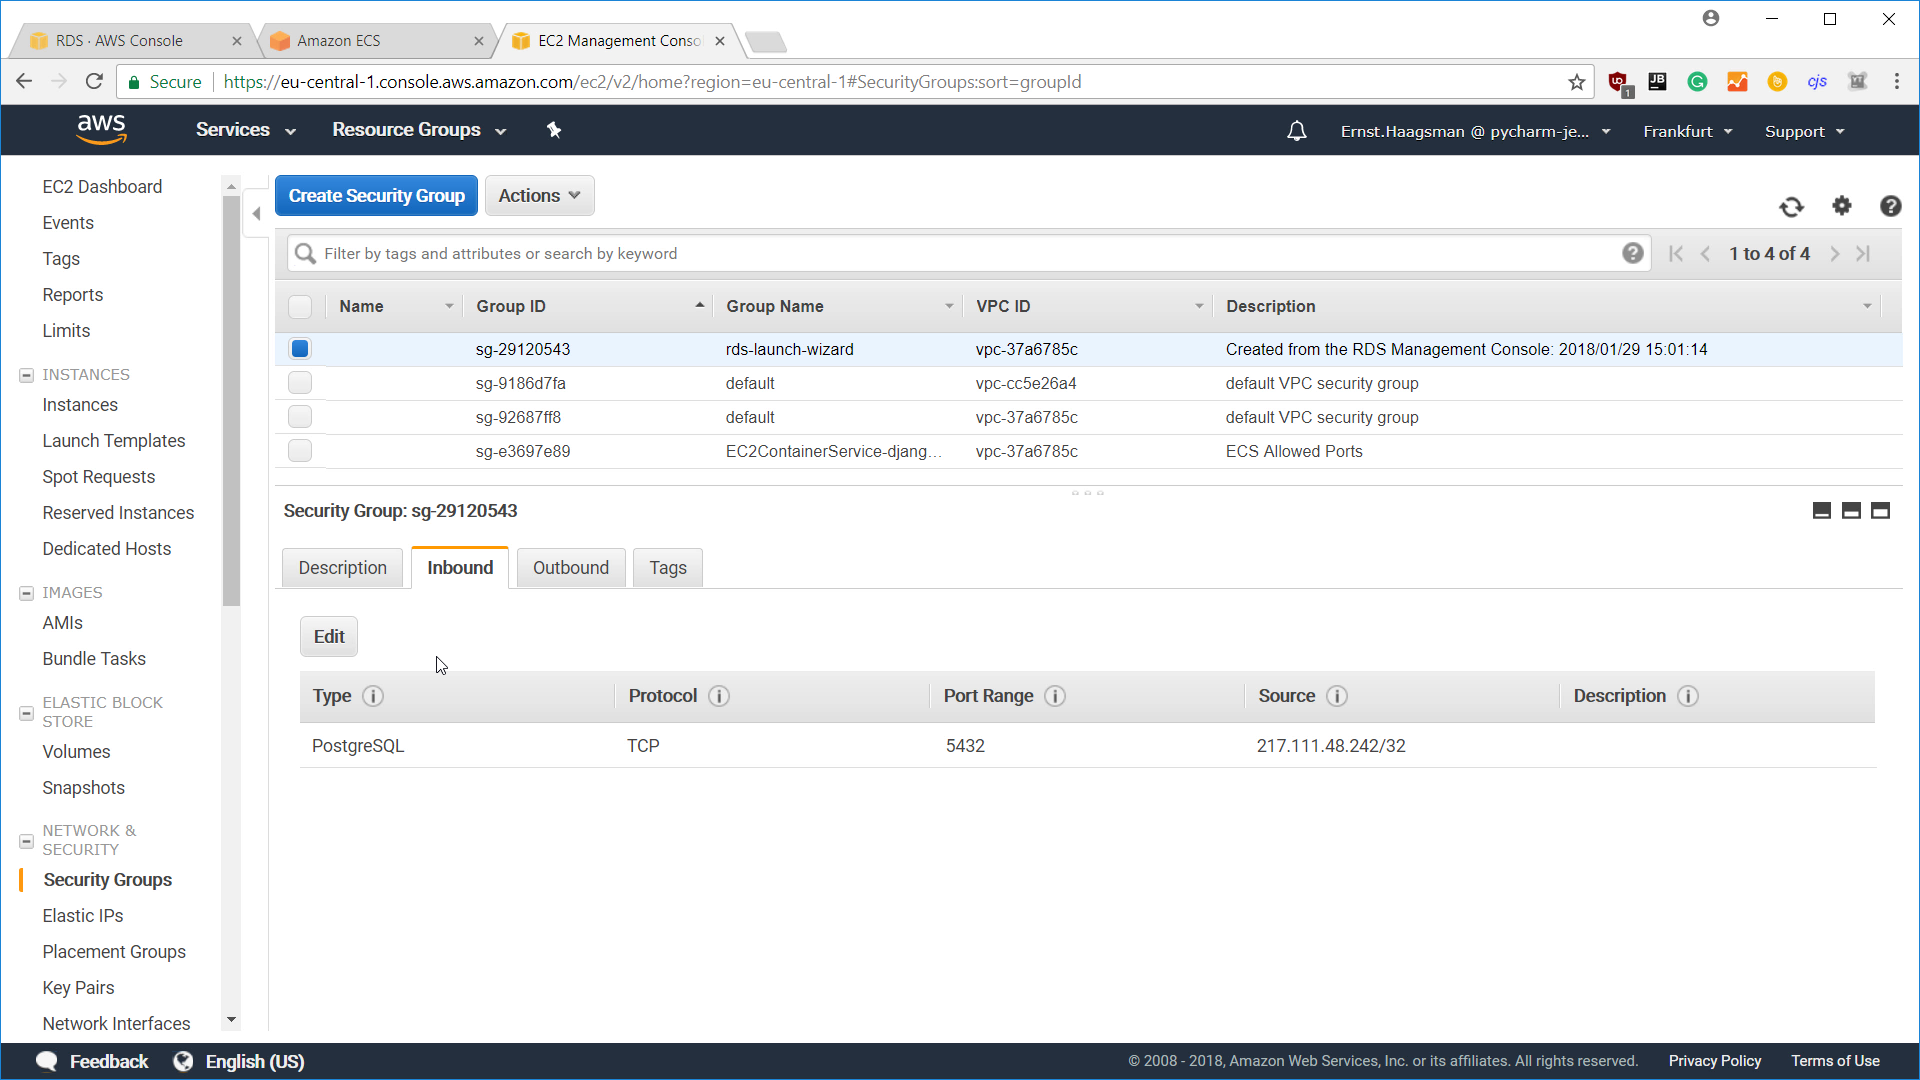 RDS · AWS Console
Amazon ECS
EC2 Management Conso
Secure
https://eu-central-1.console.aws.amazon.com/ec2/v2/home?region=eu-central-1#SecurityGroups:sort=groupId
1
JB
cjs
aws
Services
Resource Groups
Ernst.Haagsman @ pycharm-je...
Frankfurt
Support
EC2 Dashboard
Events
Tags
Reports
Limits
INSTANCES
Instances
Launch Templates
Spot Requests
Reserved Instances
Dedicated Hosts
IMAGES
AMIs
Bundle Tasks
ELASTIC BLOCK
STORE
Volumes
Snapshots
NETWORK &
SECURITY
Security Groups
Elastic IPs
Placement Groups
Key Pairs
Network Interfaces
Create Security Group
Actions
Filter by tags and attributes or search by keyword
1 to 4 of 4
Name Group ID Group Name VPC ID Description
sg-29120543 rds-launch-wizard vpc-37a6785c Created from the RDS Management Console: 2018/01/29 15:01:14
sg-9186d7fa default vpc-cc5e26a4 default VPC security group
sg-92687ff8 default vpc-37a6785c default VPC security group
sg-e3697e89 EC2ContainerService-djang... vpc-37a6785c ECS Allowed Ports
Security Group: sg-29120543
Description
Inbound
Outbound
Tags
Edit
Type Protocol Port Range Source Description
PostgreSQL TCP 5432 217.111.48.242/32
Feedback
English (US)
© 2008 - 2018, Amazon Web Services, Inc. or its affiliates. All rights reserved.
Privacy Policy
Terms of Use